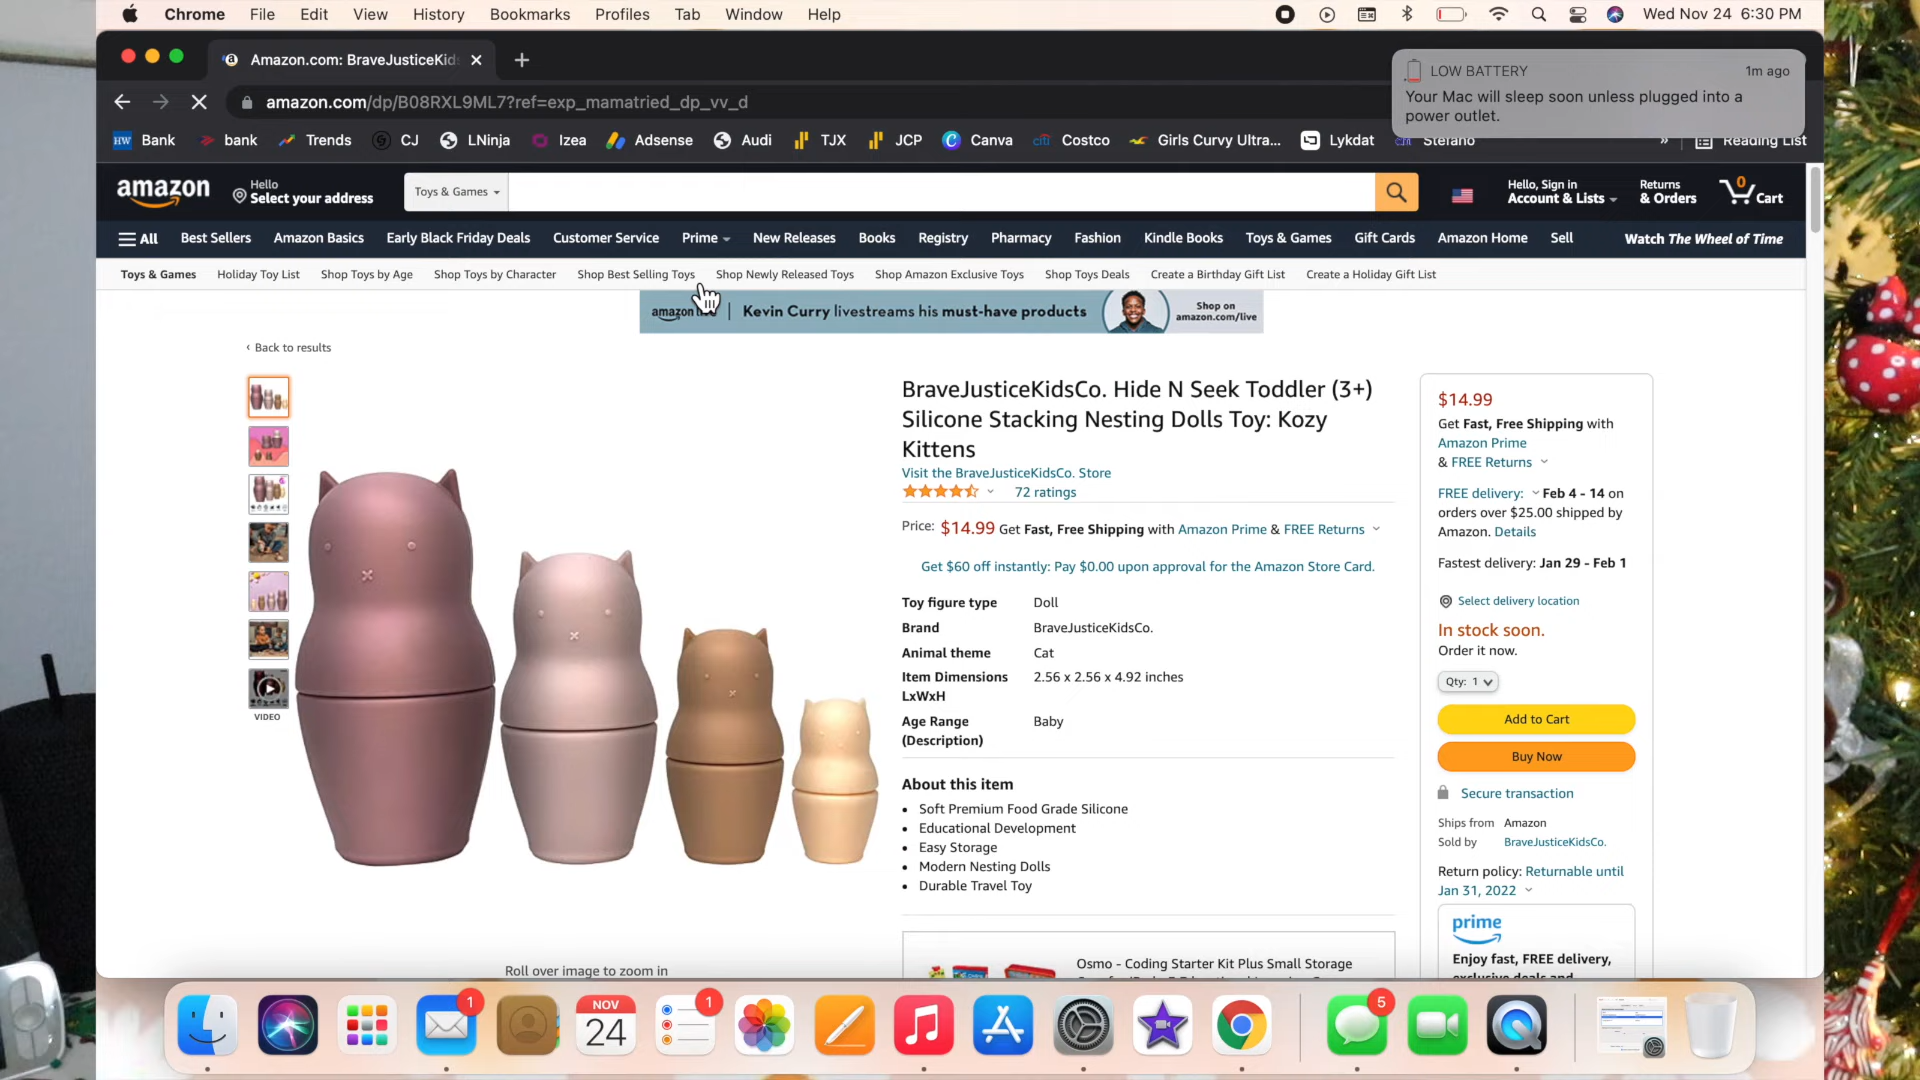 Chrome File Edit View History Bookmarks Profiles Tab Window Help Wed Nov 24 6:30 PM
Amazon.com: BraveJusticeKid
LOW BATTERY 1m ago
Your Mac will sleep soon unless plugged into a
power outlet.
amazon.com/dp/B08RXL9ML7?ref=exp_mamatried_dp_vv_d
HW Bank bank Trends CJ LNinja Izea Adsense Audi TJX JCP Canva citi Costco Girls Curvy Ultra... Lykdat Stefano » Reading List
amazon
Hello
Select your address
Toys & Games
Hello, Sign in
Account & Lists
Returns
& Orders
0
Cart
All Best Sellers Amazon Basics Early Black Friday Deals Customer Service Prime New Releases Books Registry Pharmacy Fashion Kindle Books Toys & Games Gift Cards Amazon Home Sell Watch The Wheel of Time
Toys & Games Holiday Toy List Shop Toys by Age Shop Toys by Character Shop Best Selling Toys Shop Newly Released Toys Shop Amazon Exclusive Toys Shop Toys Deals Create a Birthday Gift List Create a Holiday Gift List
Kevin Curry livestreams his must-have products
Shop on
amazon.com/live
‹ Back to results
VIDEO
Roll over image to zoom in
BraveJusticeKidsCo. Hide N Seek Toddler (3+)
Silicone Stacking Nesting Dolls Toy: Kozy
Kittens
Visit the BraveJusticeKidsCo. Store
72 ratings
Price: $14.99 Get Fast, Free Shipping with Amazon Prime & FREE Returns
Get $60 off instantly: Pay $0.00 upon approval for the Amazon Store Card.
Toy figure type Doll
Brand BraveJusticeKidsCo.
Animal theme Cat
Item Dimensions 2.56 x 2.56 x 4.92 inches
LxWxH
Age Range Baby
(Description)
About this item
• Soft Premium Food Grade Silicone
• Educational Development
• Easy Storage
• Modern Nesting Dolls
• Durable Travel Toy
Osmo - Coding Starter Kit Plus Small Storage
$14.99
Get Fast, Free Shipping with
Amazon Prime
& FREE Returns
FREE delivery: Feb 4 - 14 on
orders over $25.00 shipped by
Amazon. Details
Fastest delivery: Jan 29 - Feb 1
Select delivery location
In stock soon.
Order it now.
Qty: 1
Add to Cart
Buy Now
Secure transaction
Ships from Amazon
Sold by BraveJusticeKidsCo.
Return policy: Returnable until
Jan 31, 2022
prime
Enjoy fast, FREE delivery,
exclusive deals and
1
NOV
24
1
5